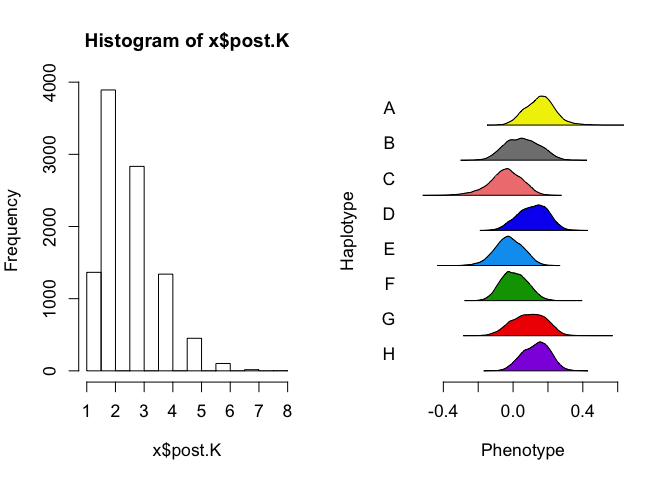 Histogram of x$post.K
Frequency
0
1000
2000
3000
4000
1 2 3 4 5 6 7 8
x$post.K
Haplotype
A
B
C
D
E
F
G
H
-0.4 0.0 0.4
Phenotype